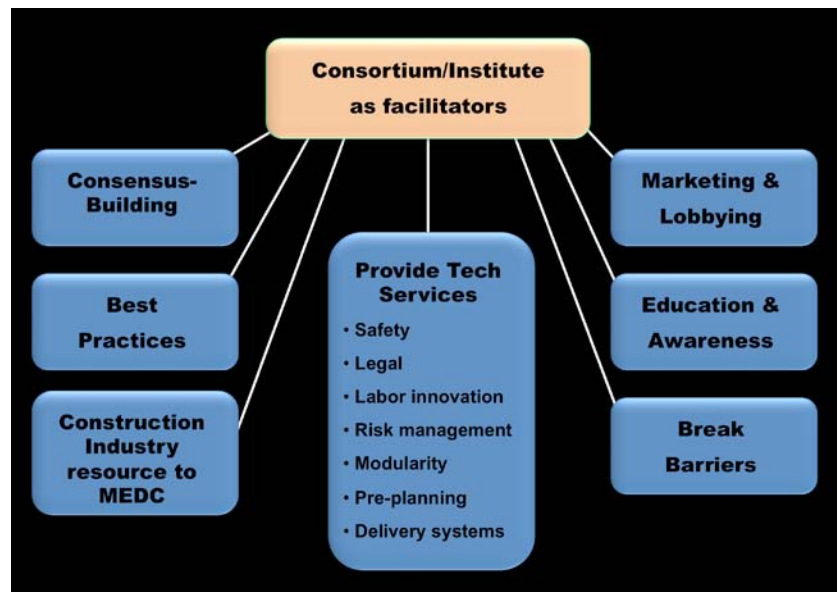 Consortium/Institute
as facilitators
Consensus-
Building
Best
Practices
Construction
Industry
resource to
MEDC
Provide Tech
Services
• Safety
• Legal
• Labor innovation
• Risk management
• Modularity
• Pre-planning
• Delivery systems
Marketing &
Lobbying
Education &
Awareness
Break
Barriers